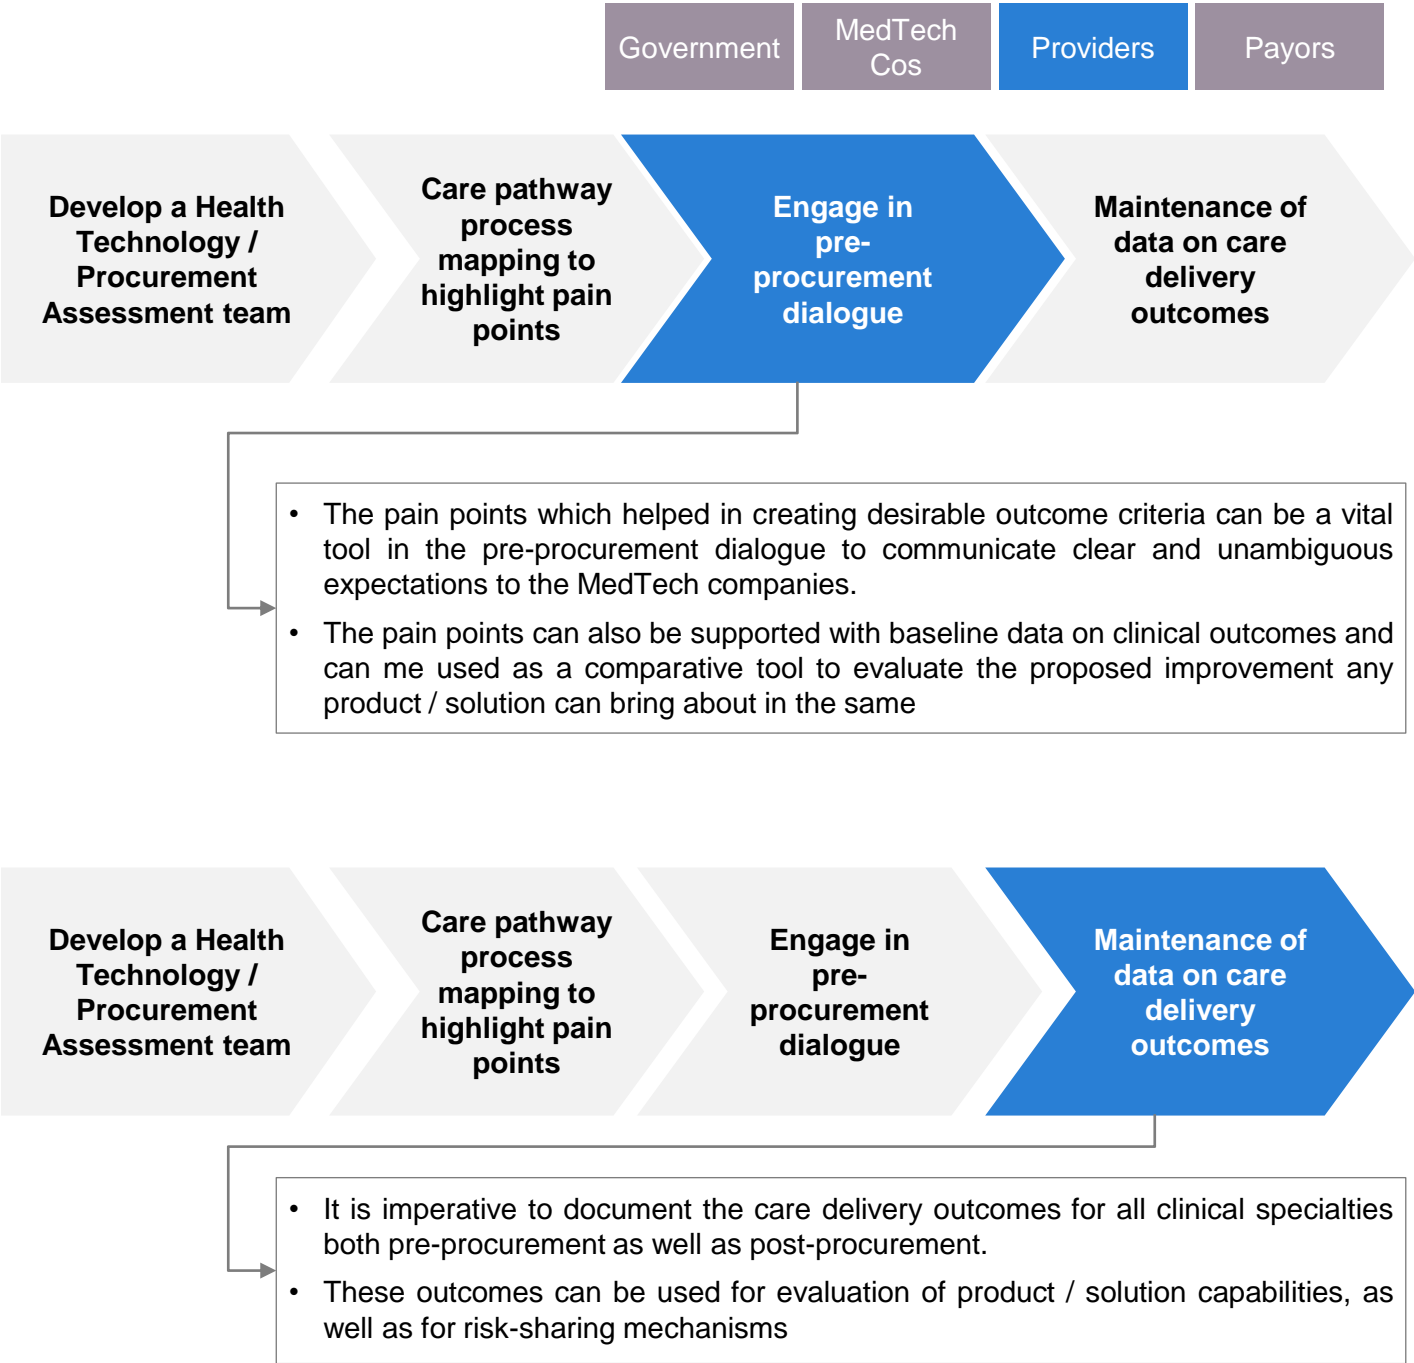 Government
MedTech
Cos
Providers
Payors
Develop a Health
Technology /
Procurement
Assessment team
Care pathway
process
mapping to
highlight pain
points
Engage in
pre-
procurement
dialogue
Maintenance of
data on care
delivery
outcomes
• The pain points which helped in creating desirable outcome criteria can be a vital
tool in the pre-procurement dialogue to communicate clear and unambiguous
expectations to the MedTech companies.
• The pain points can also be supported with baseline data on clinical outcomes and
can me used as a comparative tool to evaluate the proposed improvement any
product / solution can bring about in the same
Develop a Health
Technology /
Procurement
Assessment team
Care pathway
process
mapping to
highlight pain
points
Engage in
pre-
procurement
dialogue
Maintenance of
data on care
delivery
outcomes
• It is imperative to document the care delivery outcomes for all clinical specialties
both pre-procurement as well as post-procurement.
• These outcomes can be used for evaluation of product / solution capabilities, as
well as for risk-sharing mechanisms